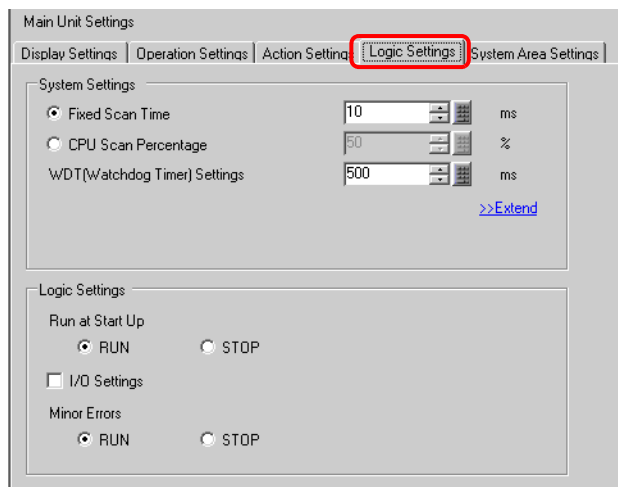 Main Unit Settings
Display Settings Operation Settings Action Settings Logic Settings System Area Settings
System Settings
Fixed Scan Time 10 ms
CPU Scan Percentage 50 %
WDT(Watchdog Timer) Settings 500 ms
>>Extend
Logic Settings
Run at Start Up
RUN STOP
I/O Settings
Minor Errors
RUN STOP